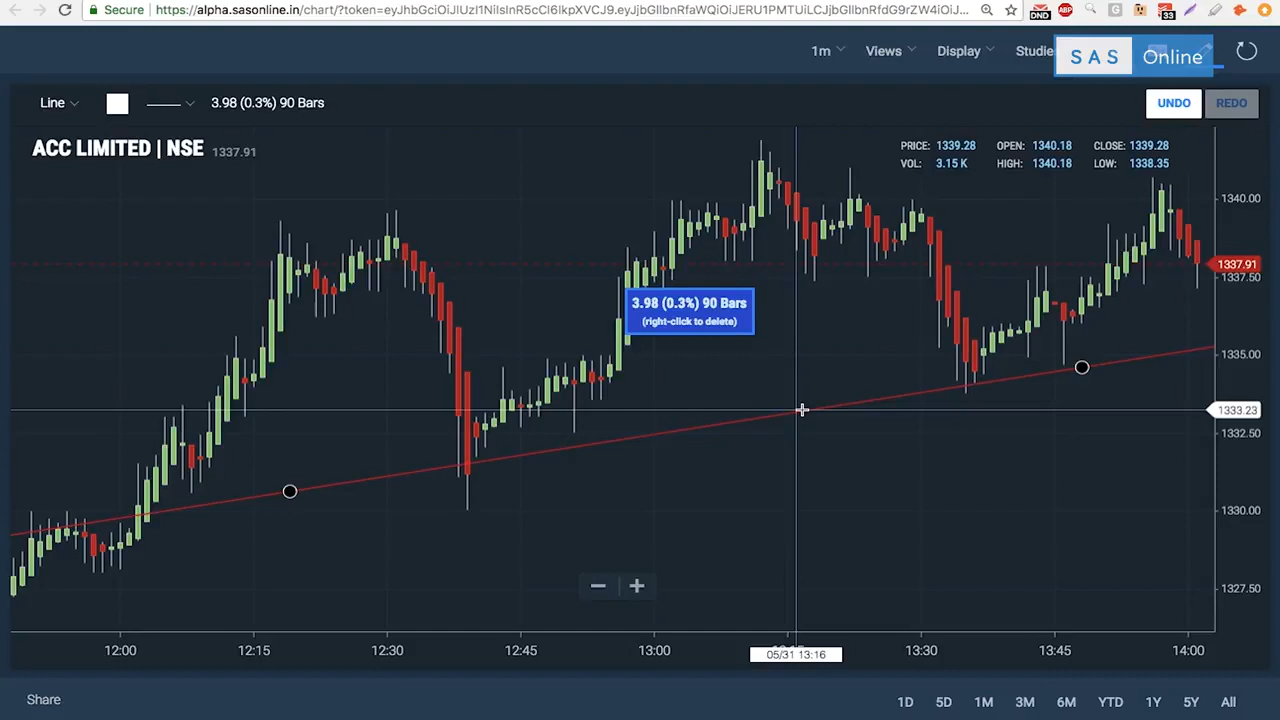 Secure https://alpha.sasonline.in/chart/?token=
DND ABP 33
1m Views Display Studie
S A S Online
Line 3.98 (0.3%) 90 Bars UNDO REDO
ACC LIMITED | NSE 1337.91
PRICE: 1339.28 OPEN: 1340.18 CLOSE: 1339.28
VOL: 3.15 K HIGH: 1340.18 LOW: 1338.35
1340.00
1337.91
1337.50
3.98 (0.3%) 90 Bars
(right-click to delete)
1335.00
1333.23
1332.50
1330.00
1327.50
12:00 12:15 12:30 12:45 13:00 13:30 13:45 14:00
05/31 13:16
Share 1D 5D 1M 3M 6M YTD 1Y 5Y All